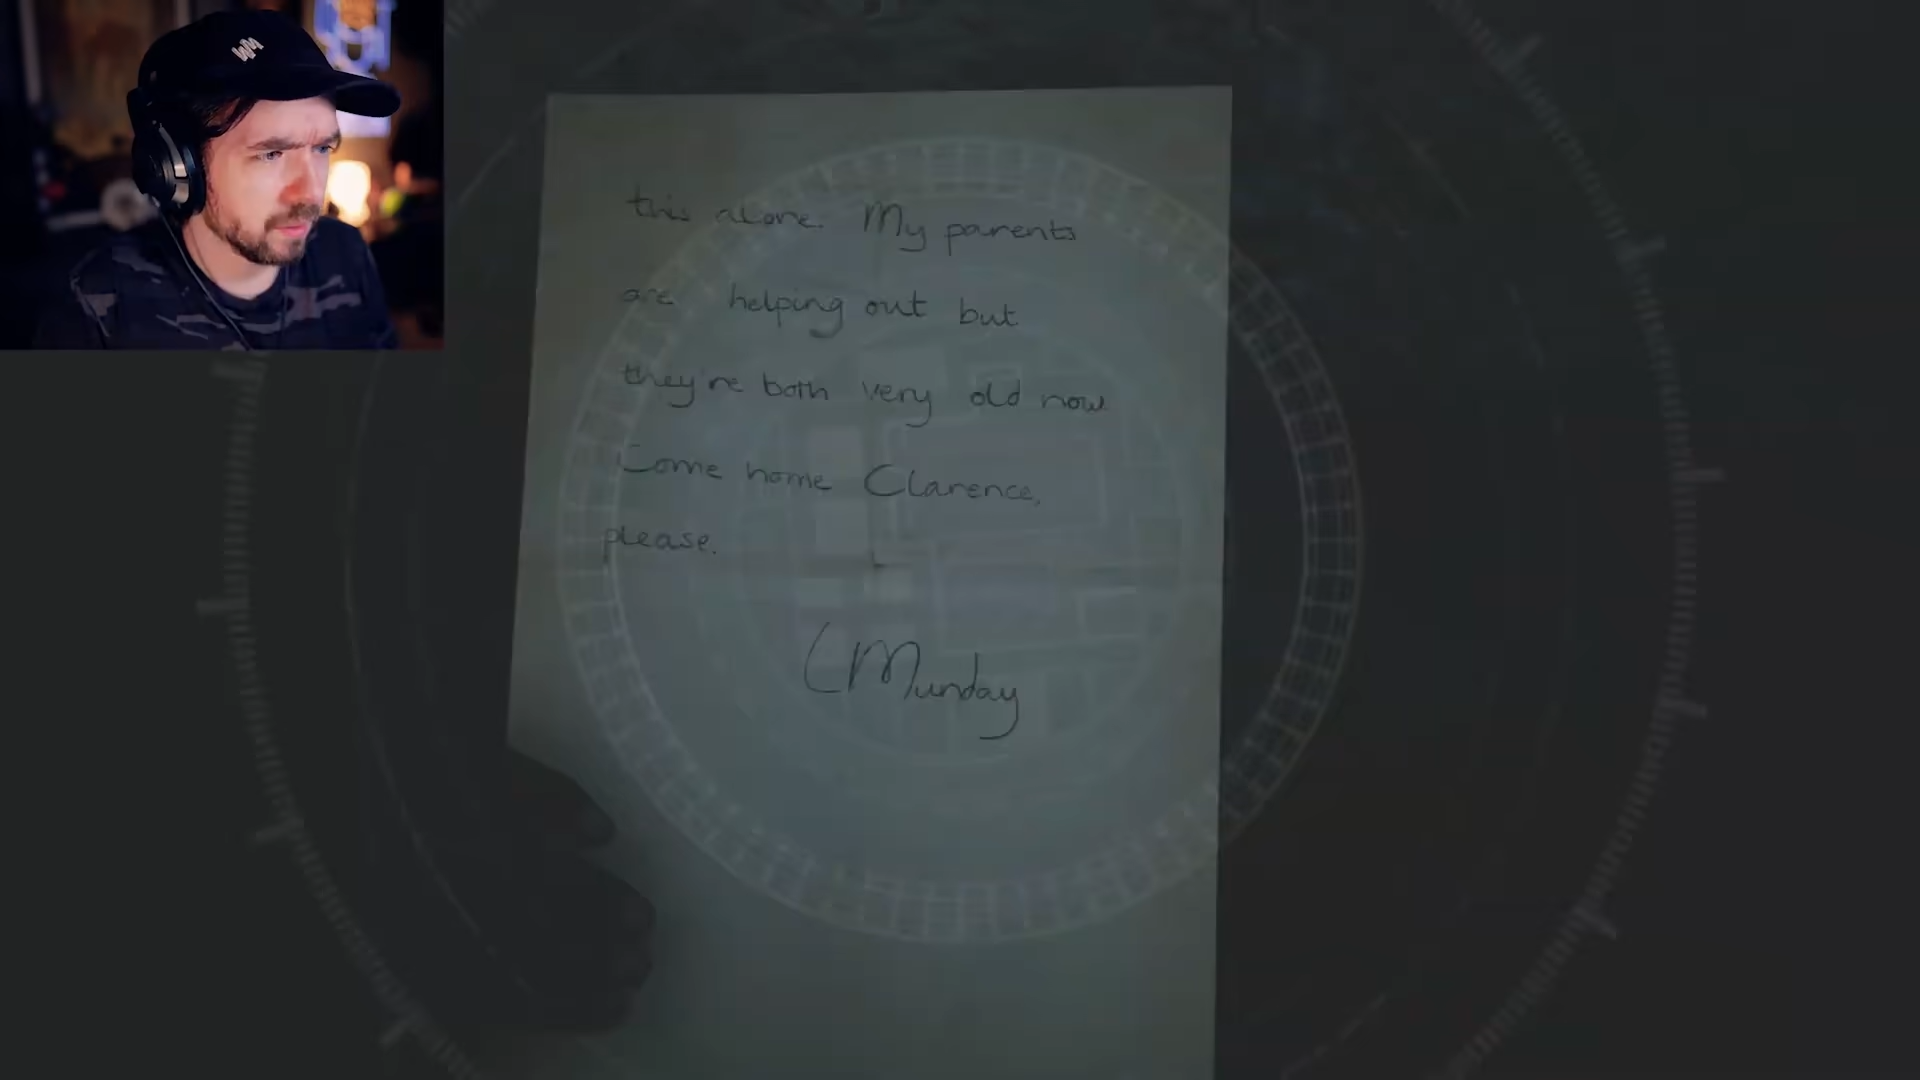 this alone. My parents
are helping out but
they're both very old now
Come home Clarence,
please.
Munday